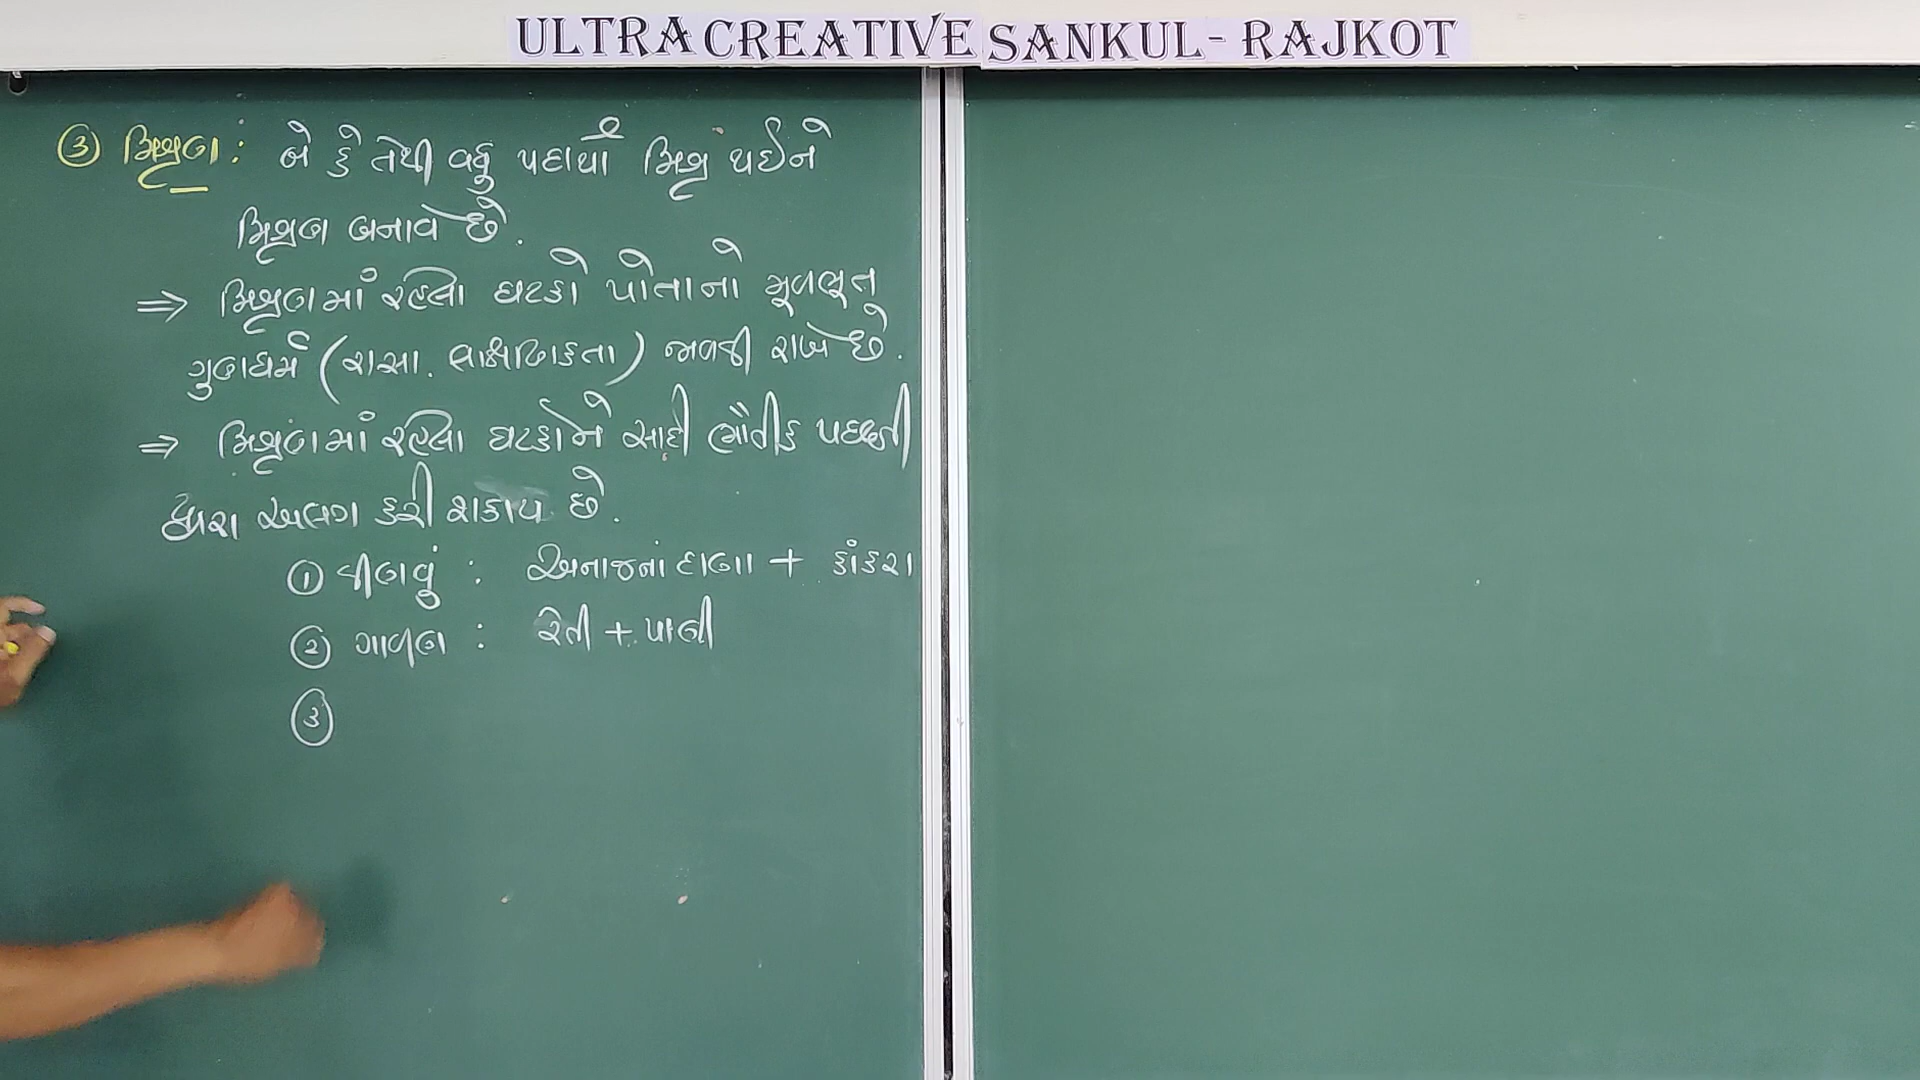 ULTRA CREATIVE SANKUL - RAJKOT
③ મિશ્રણ : બે કે તેથી વધુ પદાર્થો મિશ્ર થઈને
મિશ્રણ બનાવે છે.
⇒ મિશ્રણમાં રહેલા ઘટકો પોતાનો મૂળભૂત
ગુણધર્મ (રાસા. લાક્ષણિકતા) જાળવી રાખે છે.
⇒ મિશ્રણમાં રહેલા ઘટકોને સાદી ભૌતીક પધ્ધતી
દ્વારા અલગ કરી શકાય છે.
① વીણવું : અનાજનાં દાણા + કાંકરા
② ગાળણ : રેતી + પાણી
③